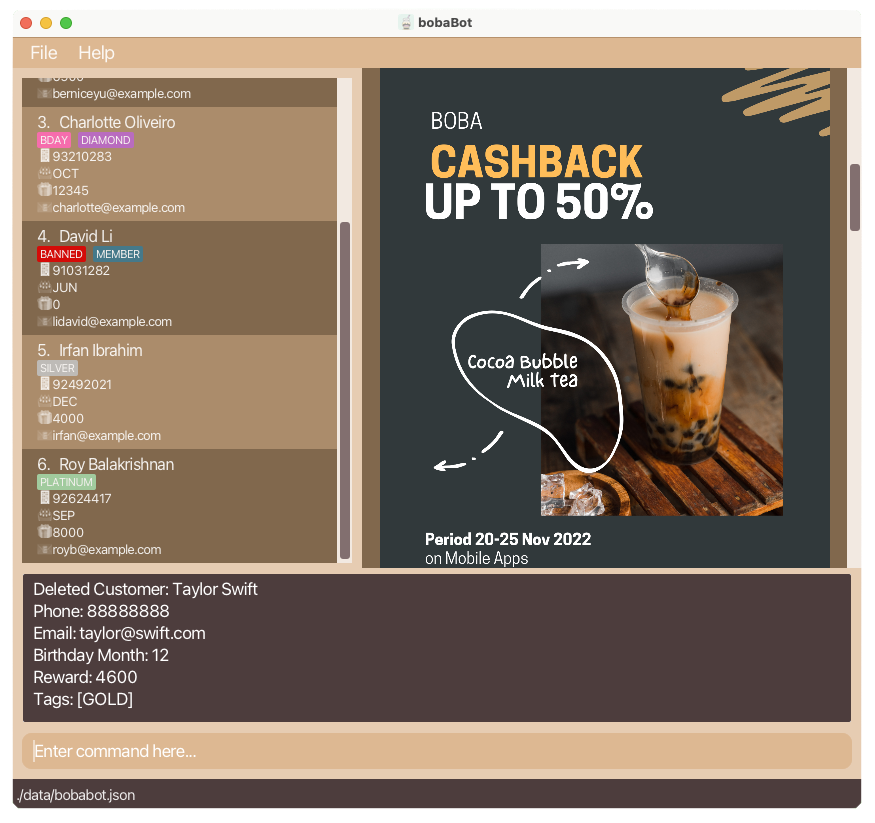 bobaBot
File Help
berniceyu@example.com
3. Charlotte Oliveiro
BDAY DIAMOND
93210283
OCT
12345
charlotte@example.com
4. David Li
BANNED MEMBER
91031282
JUN
0
lidavid@example.com
5. Irfan Ibrahim
SILVER
92492021
DEC
4000
irfan@example.com
6. Roy Balakrishnan
PLATINUM
92624417
SEP
8000
royb@example.com
BOBA
CASHBACK
UP TO 50%
Cocoa Bubble
Milk Tea
Period 20-25 Nov 2022
on Mobile Apps
Deleted Customer: Taylor Swift
Phone: 88888888
Email: taylor@swift.com
Birthday Month: 12
Reward: 4600
Tags: [GOLD]
Enter command here...
./data/bobabot.json